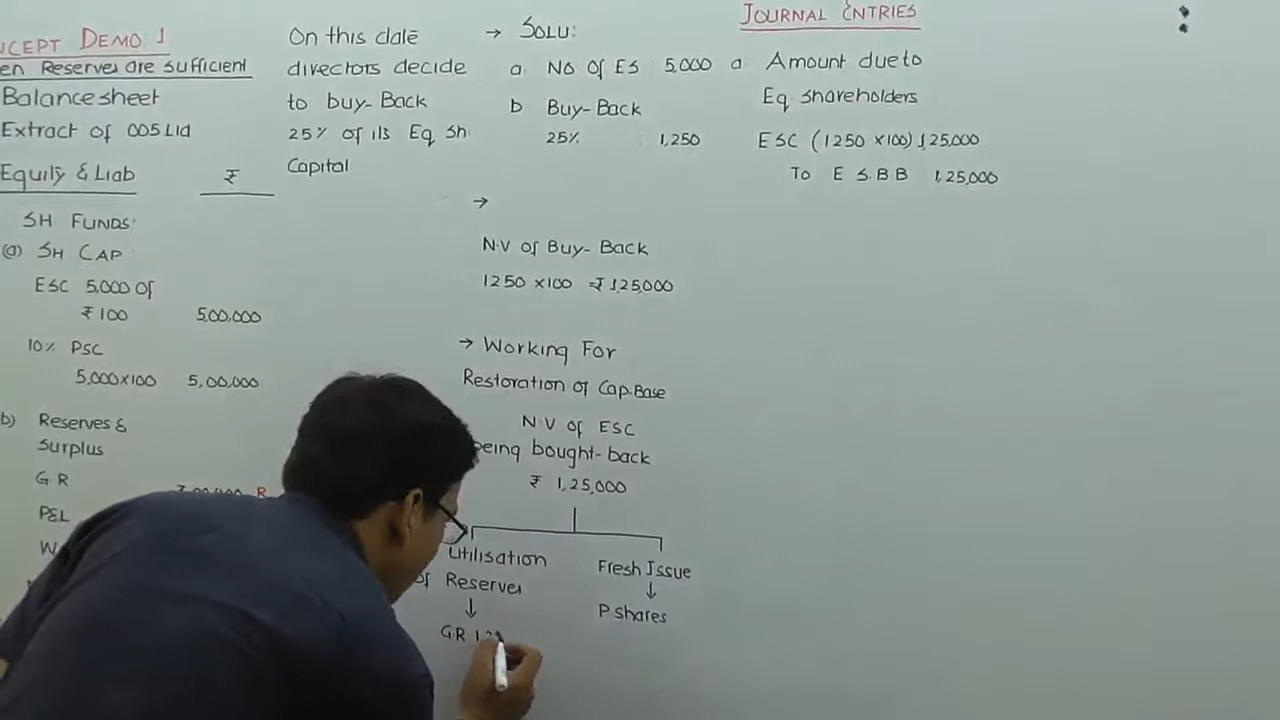 NCEPT DEMO 1
en Reserves are Sufficient
Balancesheet
Extract of OOS Ltd
Equity & Liab ₹
SH FUNDS:
(a) SH CAP
ESC 5,000 of
₹ 100 5,00,000
10% PSC
5,000 x 100 5,00,000
b) Reserves &
Surplus
G.R R
P&L
On this date
directors decide
to buy-Back
25% of its Eq Sh.
Capital
→ SOLU:
a No of ES 5,000
b Buy-Back
25% : 1,250
→
N.V of Buy-Back
1250 x 100 = ₹ 1,25,000
→ Working For
Restoration of Cap.Base
N.V of ESC
being bought-back
₹ 1,25,000
Utilisation
of Reserves
↓
G.R
Fresh Issue
↓
P Shares
JOURNAL ENTRIES
a Amount due to
Eq shareholders
ESC (1250 x 100) 1,25,000
To E S.B B 1,25,000